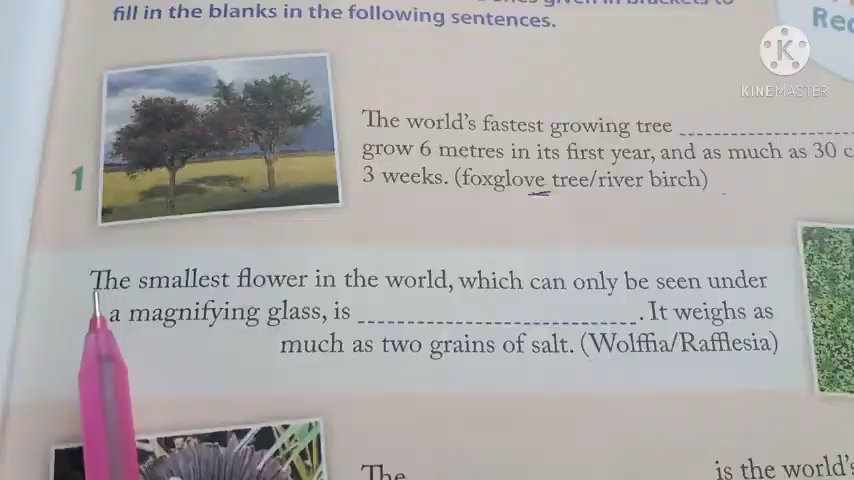 fill in the blanks in the following sentences.
Rec
KINEMASTER
The world's fastest growing tree
grow 6 metres in its first year, and as much as 30 c
3 weeks. (foxglove tree/river birch)
1
The smallest flower in the world, which can only be seen under
a magnifying glass, is . It weighs as
much as two grains of salt. (Wolffia/Rafflesia)
The is the world's